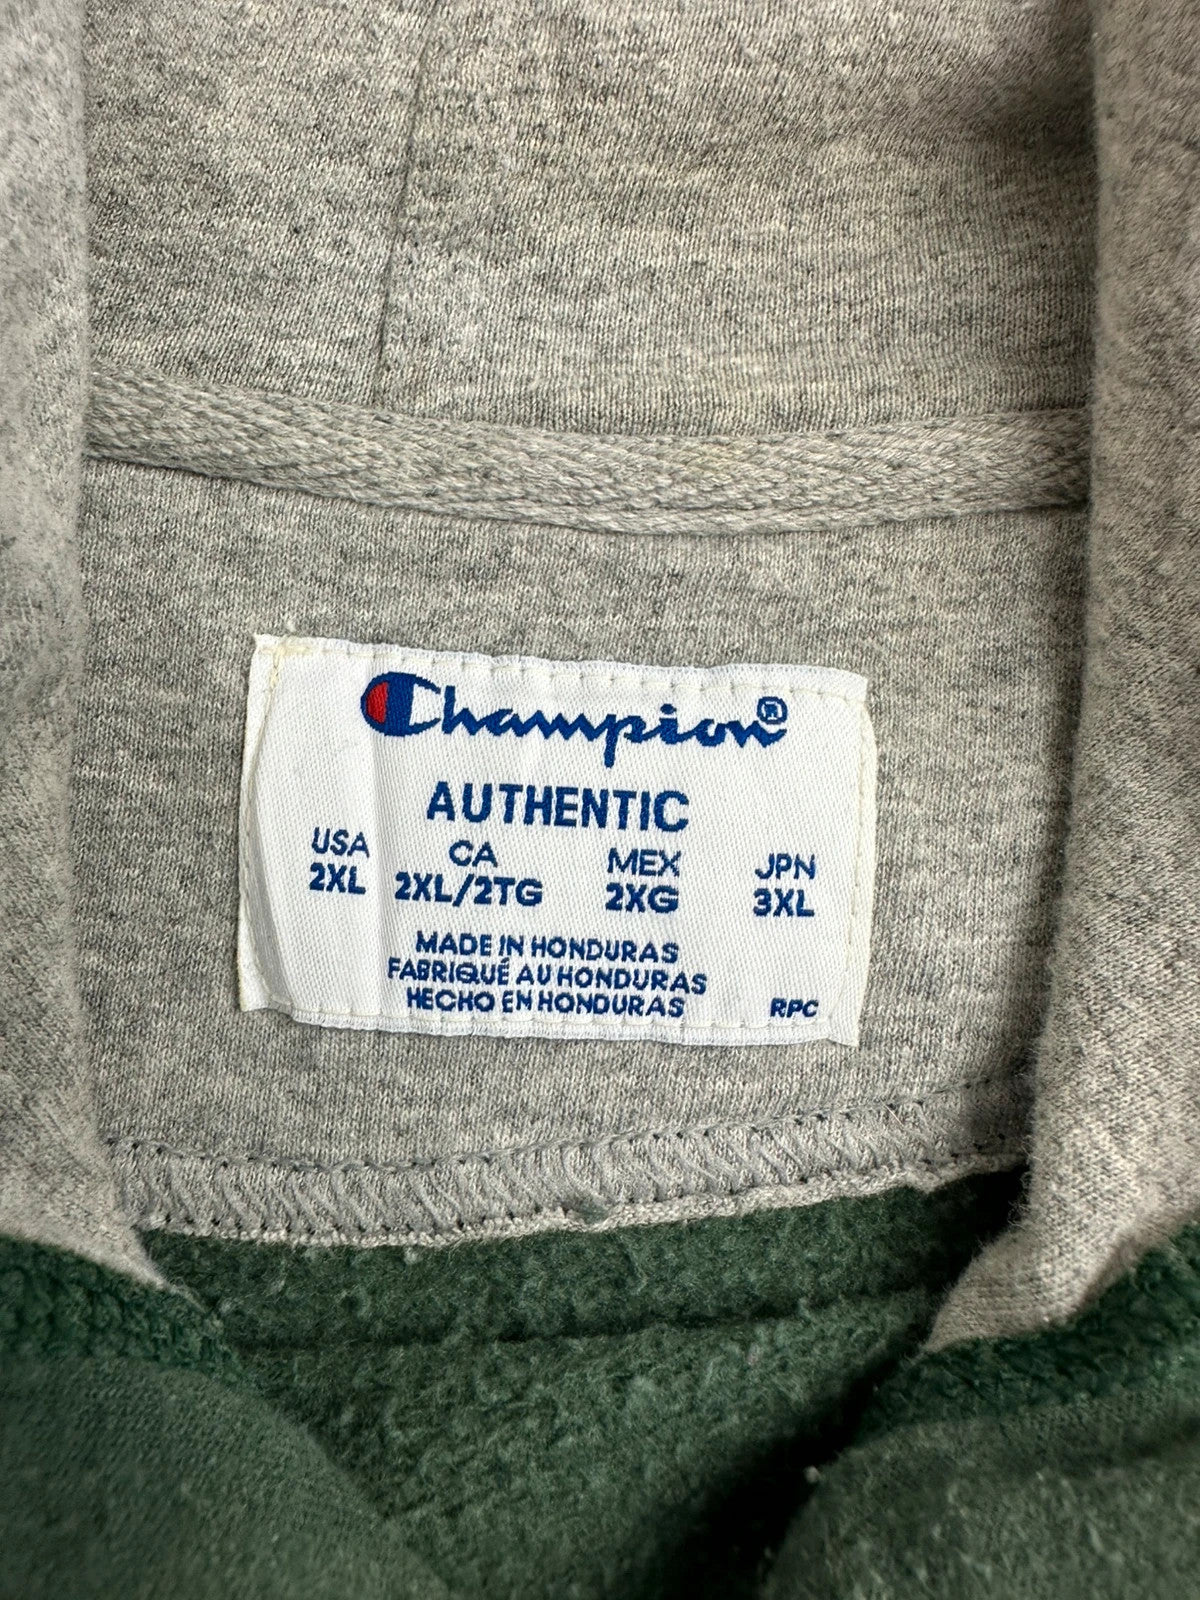 Champion®
AUTHENTIC
USA CA MEX JPN
2XL 2XL/2TG 2XG 3XL
MADE IN HONDURAS
FABRIQUÉ AU HONDURAS
HECHO EN HONDURAS RPC